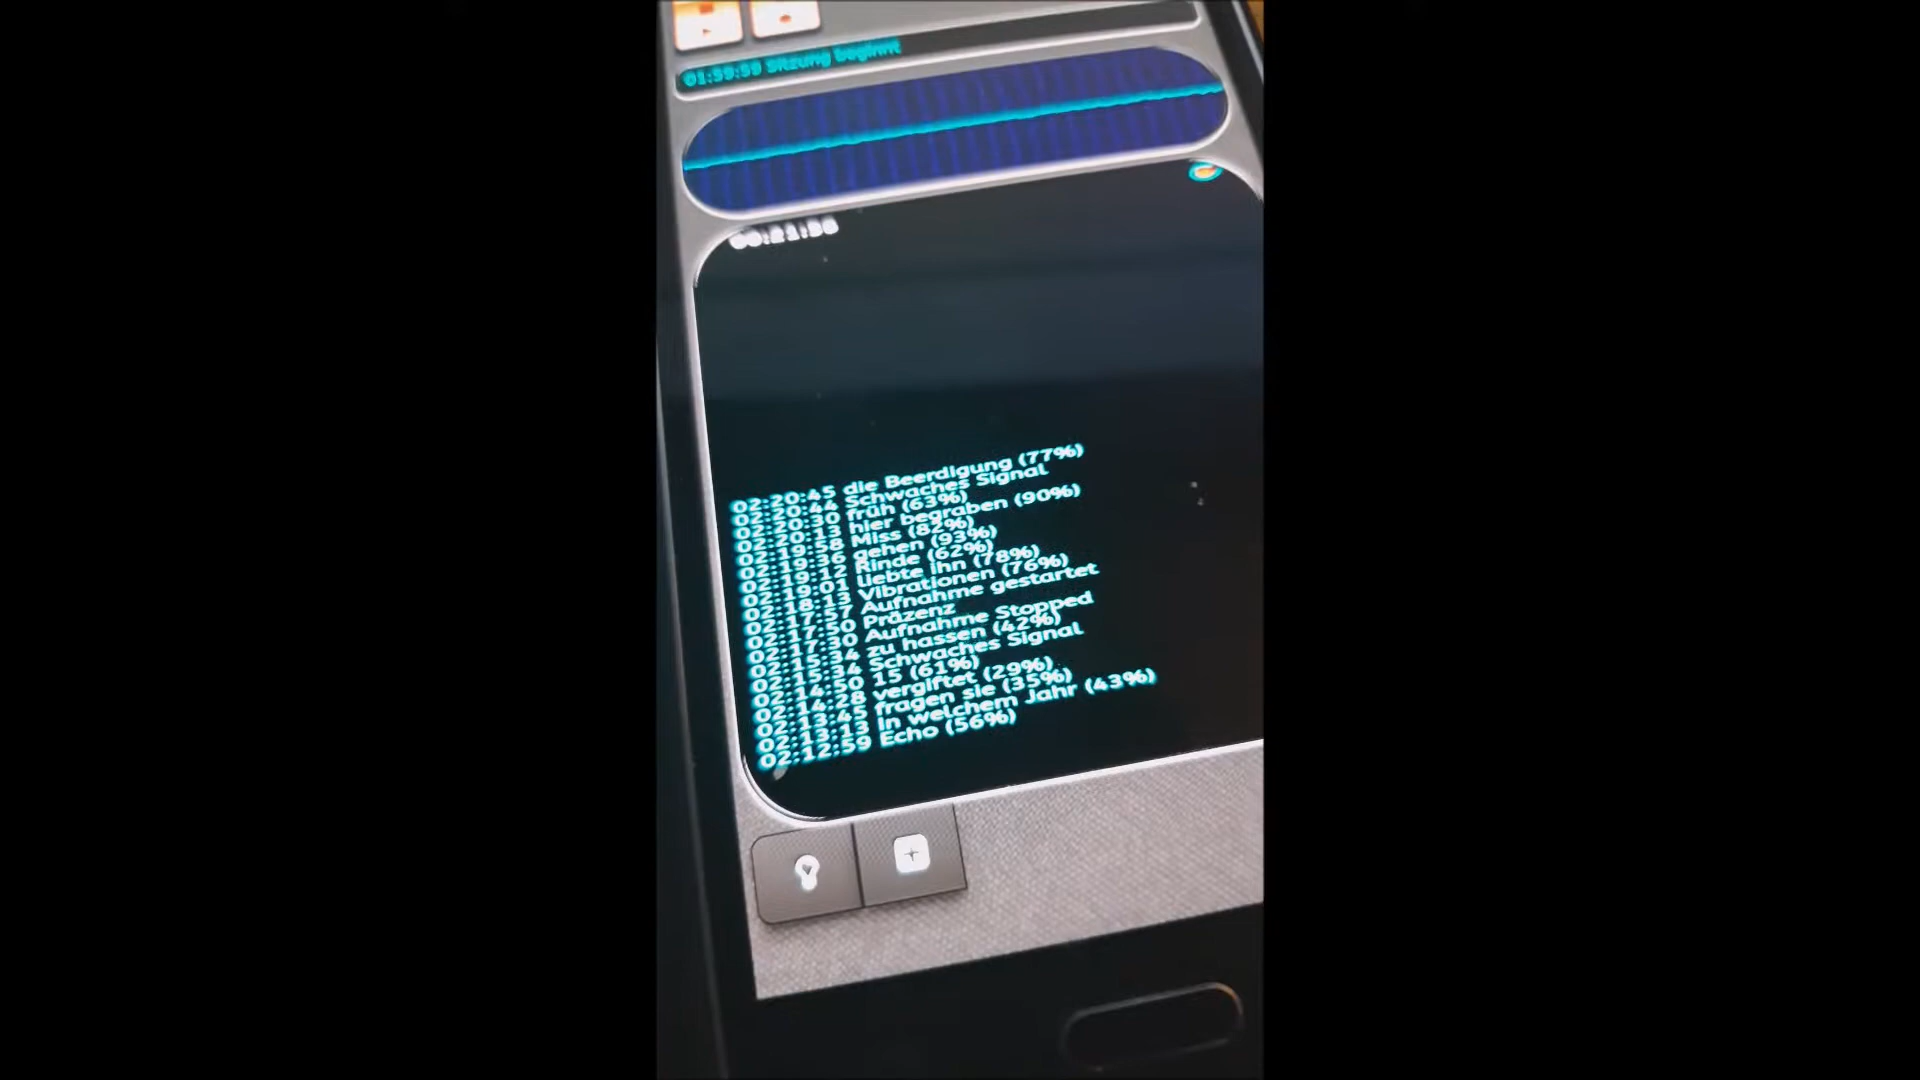 01:59:59 Sitzung beginnt
00:21:56
02:20:45 die Beerdigung (77%)
02:20:44 Schwaches Signal
02:20:30 früh (63%)
02:20:13 hier begraben (90%)
02:19:58 Miss (82%)
02:19:36 gehen (93%)
02:19:12 Rinde (62%)
02:19:01 liebte ihn (78%)
02:18:13 Vibrationen (76%)
02:17:57 Aufnahme gestartet
02:17:50 Präzenz
02:17:30 Aufnahme Stopped
02:15:34 zu hassen (42%)
02:15:34 Schwaches Signal
02:14:50 15 (61%)
02:14:28 vergiftet (29%)
02:13:45 fragen sie (35%)
02:13:13 In welchem Jahr (43%)
02:12:59 Echo (56%)